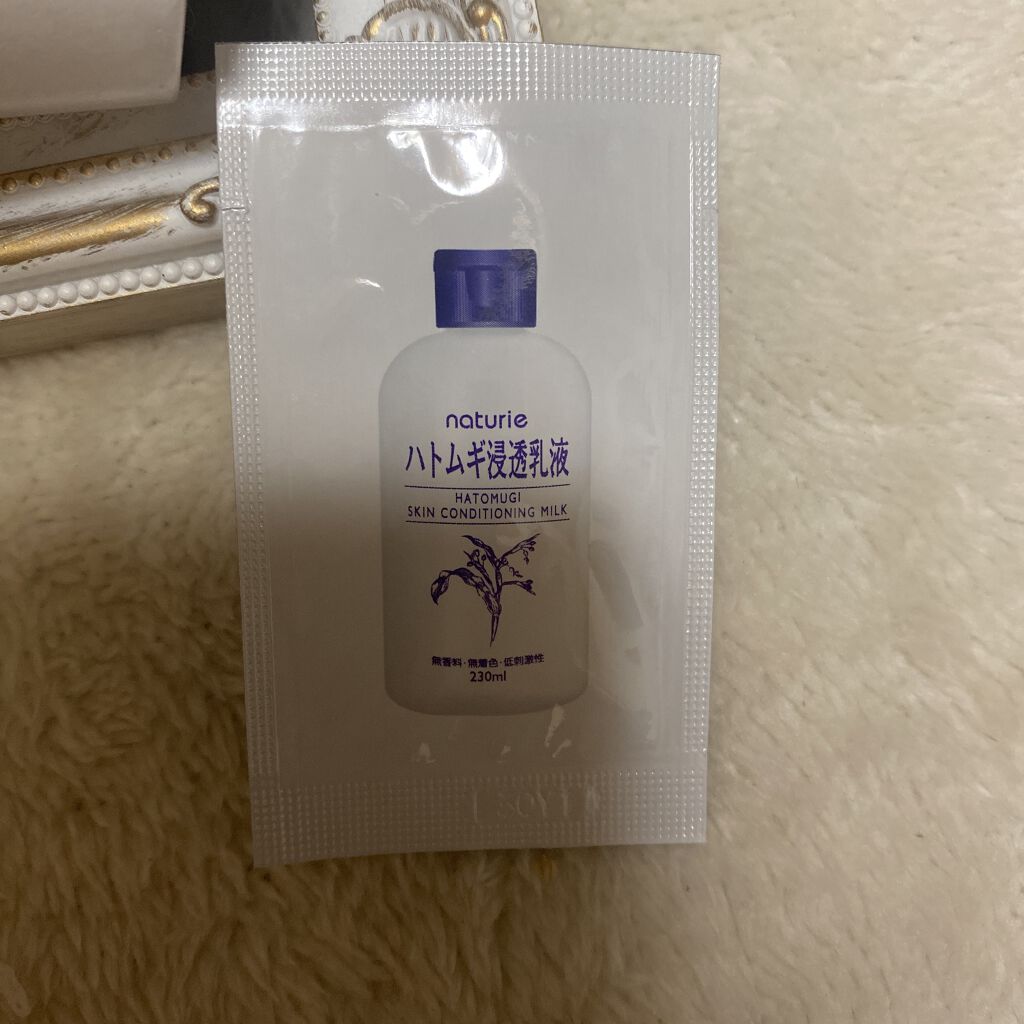 naturie
ハトムギ浸透乳液
HATOMUGI
SKIN CONDITIONING MILK
無香料・無着色・低刺激性
230ml